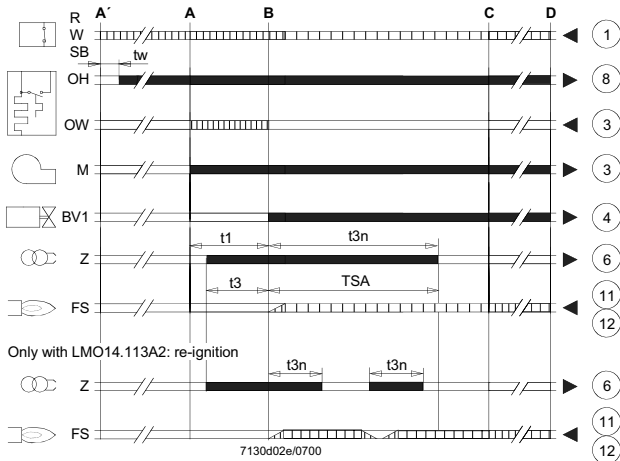 A´ A B C D
R
W 1
SB tw
OH 8
OW 3
M 3
BV1 4
t1 t3n
Z 6
t3 TSA
FS 11
12
Only with LMO14.113A2: re-ignition
t3n t3n
Z 6
FS 11
12
7130d02e/0700